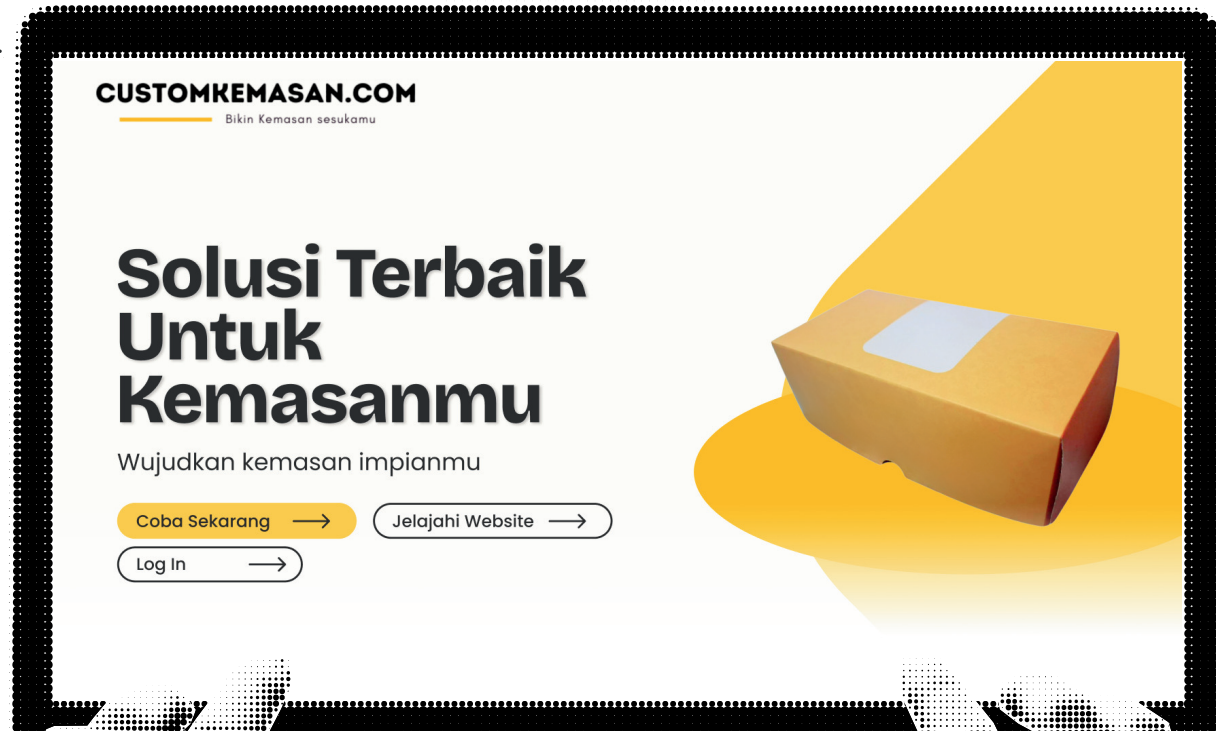 CUSTOMKEMASAN.COM
Bikin Kemasan sesukamu
Solusi Terbaik
Untuk
Kemasanmu
Wujudkan kemasan impianmu
Coba Sekarang
Jelajahi Website
Log In